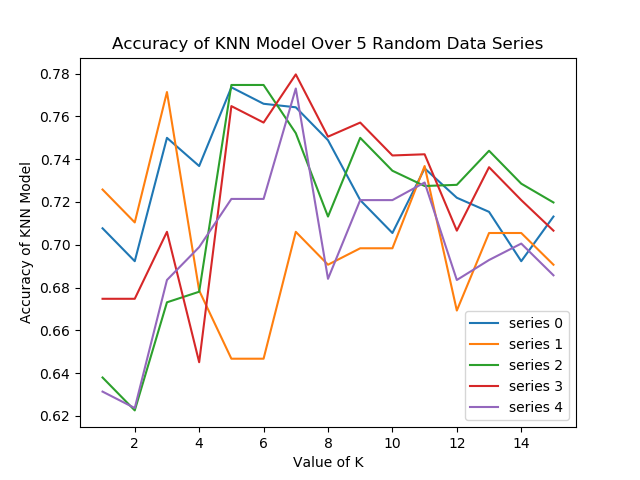 Accuracy of KNN Model Over 5 Random Data Series
Accuracy of KNN Model
0.78
0.76
0.74
0.72
0.70
0.68
0.66
0.64
0.62
2 4 6 8 10 12 14
Value of K
series 0
series 1
series 2
series 3
series 4